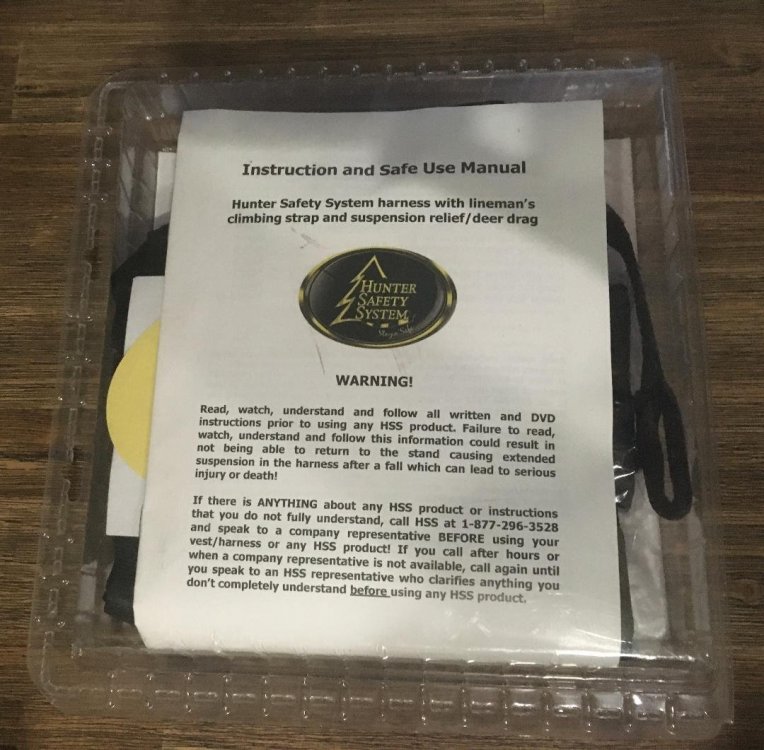 Instruction and Safe Use Manual
Hunter Safety System harness with lineman's
climbing strap and suspension relief/deer drag
HUNTER
SAFETY
SYSTEM
WARNING!
Read, watch, understand and follow all written and DVD
instructions prior to using any HSS product. Failure to read,
watch, understand and follow this information could result in
not being able to return to the stand causing extended
suspension in the harness after a fall which can lead to serious
injury or death!
If there is ANYTHING about any HSS product or instructions
that you do not fully understand, call HSS at 1-877-296-3528
and speak to a company representative BEFORE using your
vest/harness or any HSS product! If you call after hours or
when a company representative is not available, call again until
you speak to an HSS representative who clarifies anything you
don't completely understand before using any HSS product.